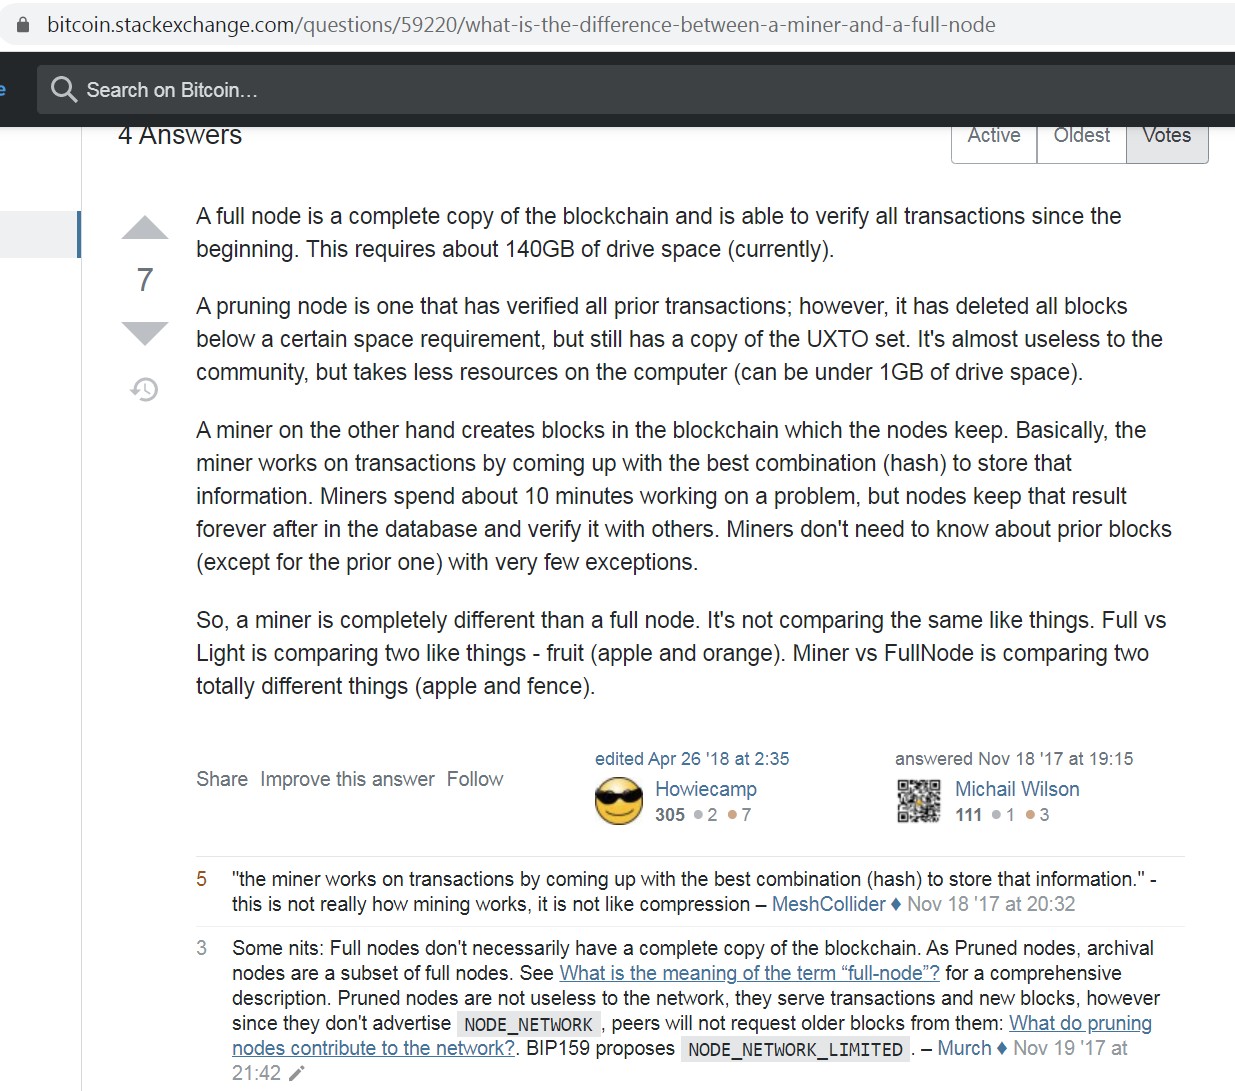 bitcoin.stackexchange.com/questions/59220/what-is-the-difference-between-a-miner-and-a-full-node
e
Search on Bitcoin...
4 Answers
Active
Oldest
Votes
A full node is a complete copy of the blockchain and is able to verify all transactions since the
beginning. This requires about 140GB of drive space (currently).
7
A pruning node is one that has verified all prior transactions; however, it has deleted all blocks
below a certain space requirement, but still has a copy of the UXTO set. It's almost useless to the
community, but takes less resources on the computer (can be under 1GB of drive space).
A miner on the other hand creates blocks in the blockchain which the nodes keep. Basically, the
miner works on transactions by coming up with the best combination (hash) to store that
information. Miners spend about 10 minutes working on a problem, but nodes keep that result
forever after in the database and verify it with others. Miners don't need to know about prior blocks
(except for the prior one) with very few exceptions.
So, a miner is completely different than a full node. It's not comparing the same like things. Full vs
Light is comparing two like things - fruit (apple and orange). Miner vs FullNode is comparing two
totally different things (apple and fence).
Share Improve this answer Follow
edited Apr 26 '18 at 2:35
Howiecamp
305 ● 2 ● 7
answered Nov 18 '17 at 19:15
Michail Wilson
111 ● 1 ● 3
5 "the miner works on transactions by coming up with the best combination (hash) to store that information." -
this is not really how mining works, it is not like compression – MeshCollider ♦ Nov 18 '17 at 20:32
3 Some nits: Full nodes don't necessarily have a complete copy of the blockchain. As Pruned nodes, archival
nodes are a subset of full nodes. See What is the meaning of the term “full-node”? for a comprehensive
description. Pruned nodes are not useless to the network, they serve transactions and new blocks, however
since they don't advertise NODE_NETWORK , peers will not request older blocks from them: What do pruning
nodes contribute to the network?. BIP159 proposes NODE_NETWORK_LIMITED . – Murch ♦ Nov 19 '17 at
21:42